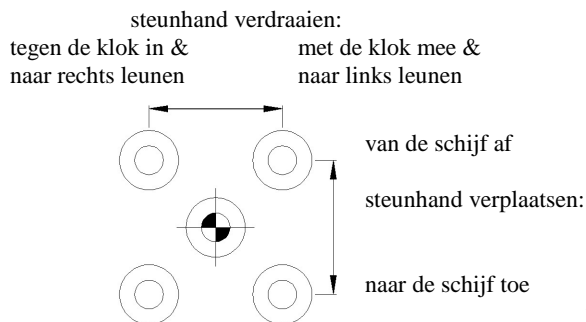 steunhand verdraaien:
tegen de klok in &
naar rechts leunen
met de klok mee &
naar links leunen
van de schijf af
steunhand verplaatsen:
naar de schijf toe